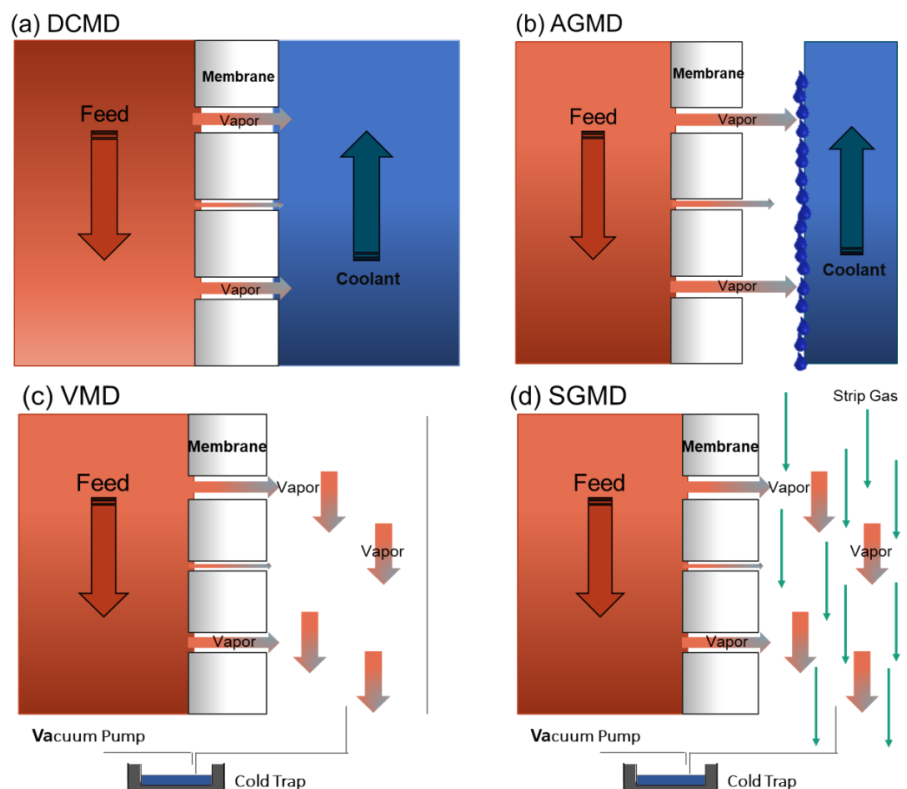 (a) DCMD
Membrane
Feed
Vapor
Coolant
Vapor
(b) AGMD
Membrane
Feed
Vapor
Coolant
Vapor
(c) VMD
Membrane
Feed
Vapor
Vapor
Vapor
Vacuum Pump
Cold Trap
(d) SGMD
Strip Gas
Membrane
Feed
Vapor
Vapor
Vapor
Vacuum Pump
Cold Trap